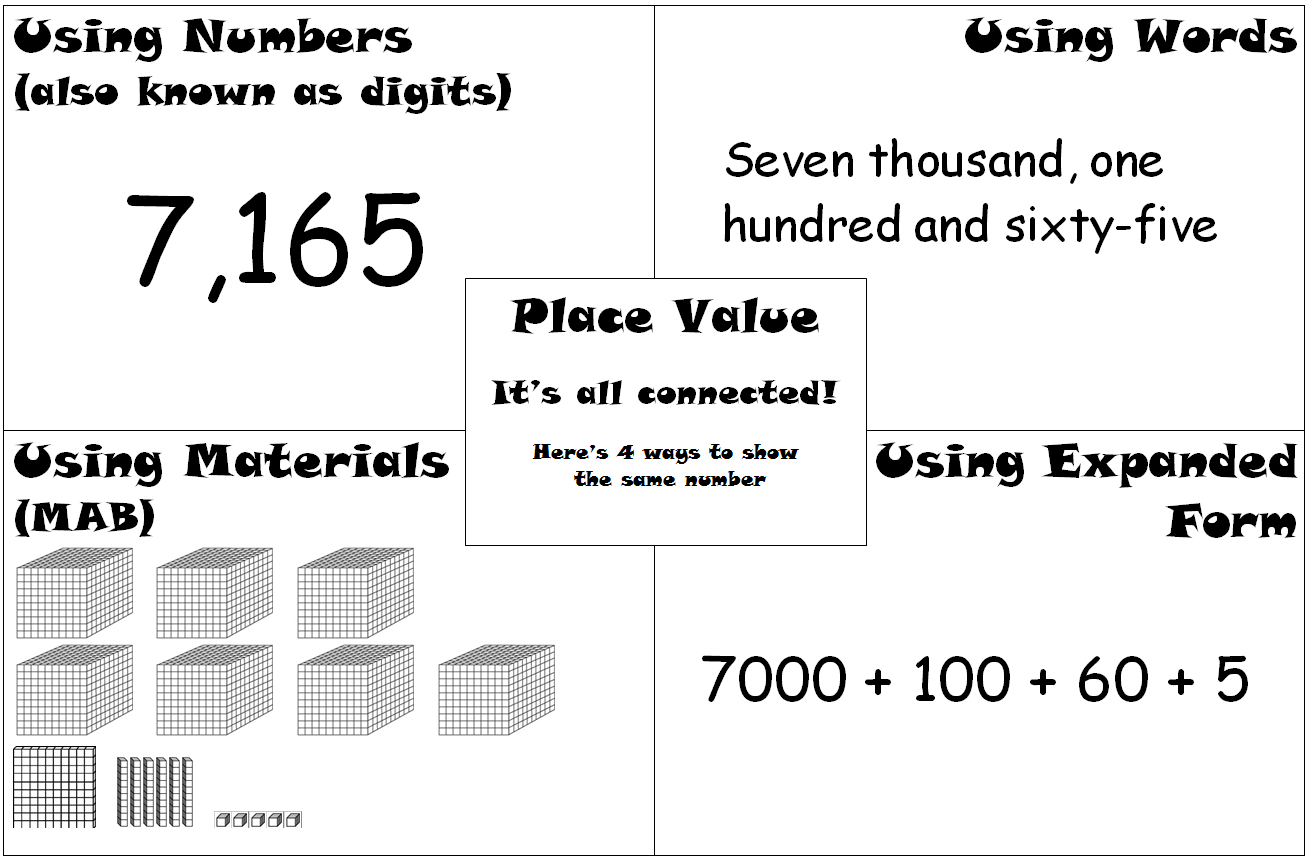 Using Numbers
(also known as digits)
7,165
Using Words
Seven thousand, one
hundred and sixty-five
Place Value
It's all connected!
Here's 4 ways to show
the same number
Using Materials
(MAB)
Using Expanded
Form
7000 + 100 + 60 + 5